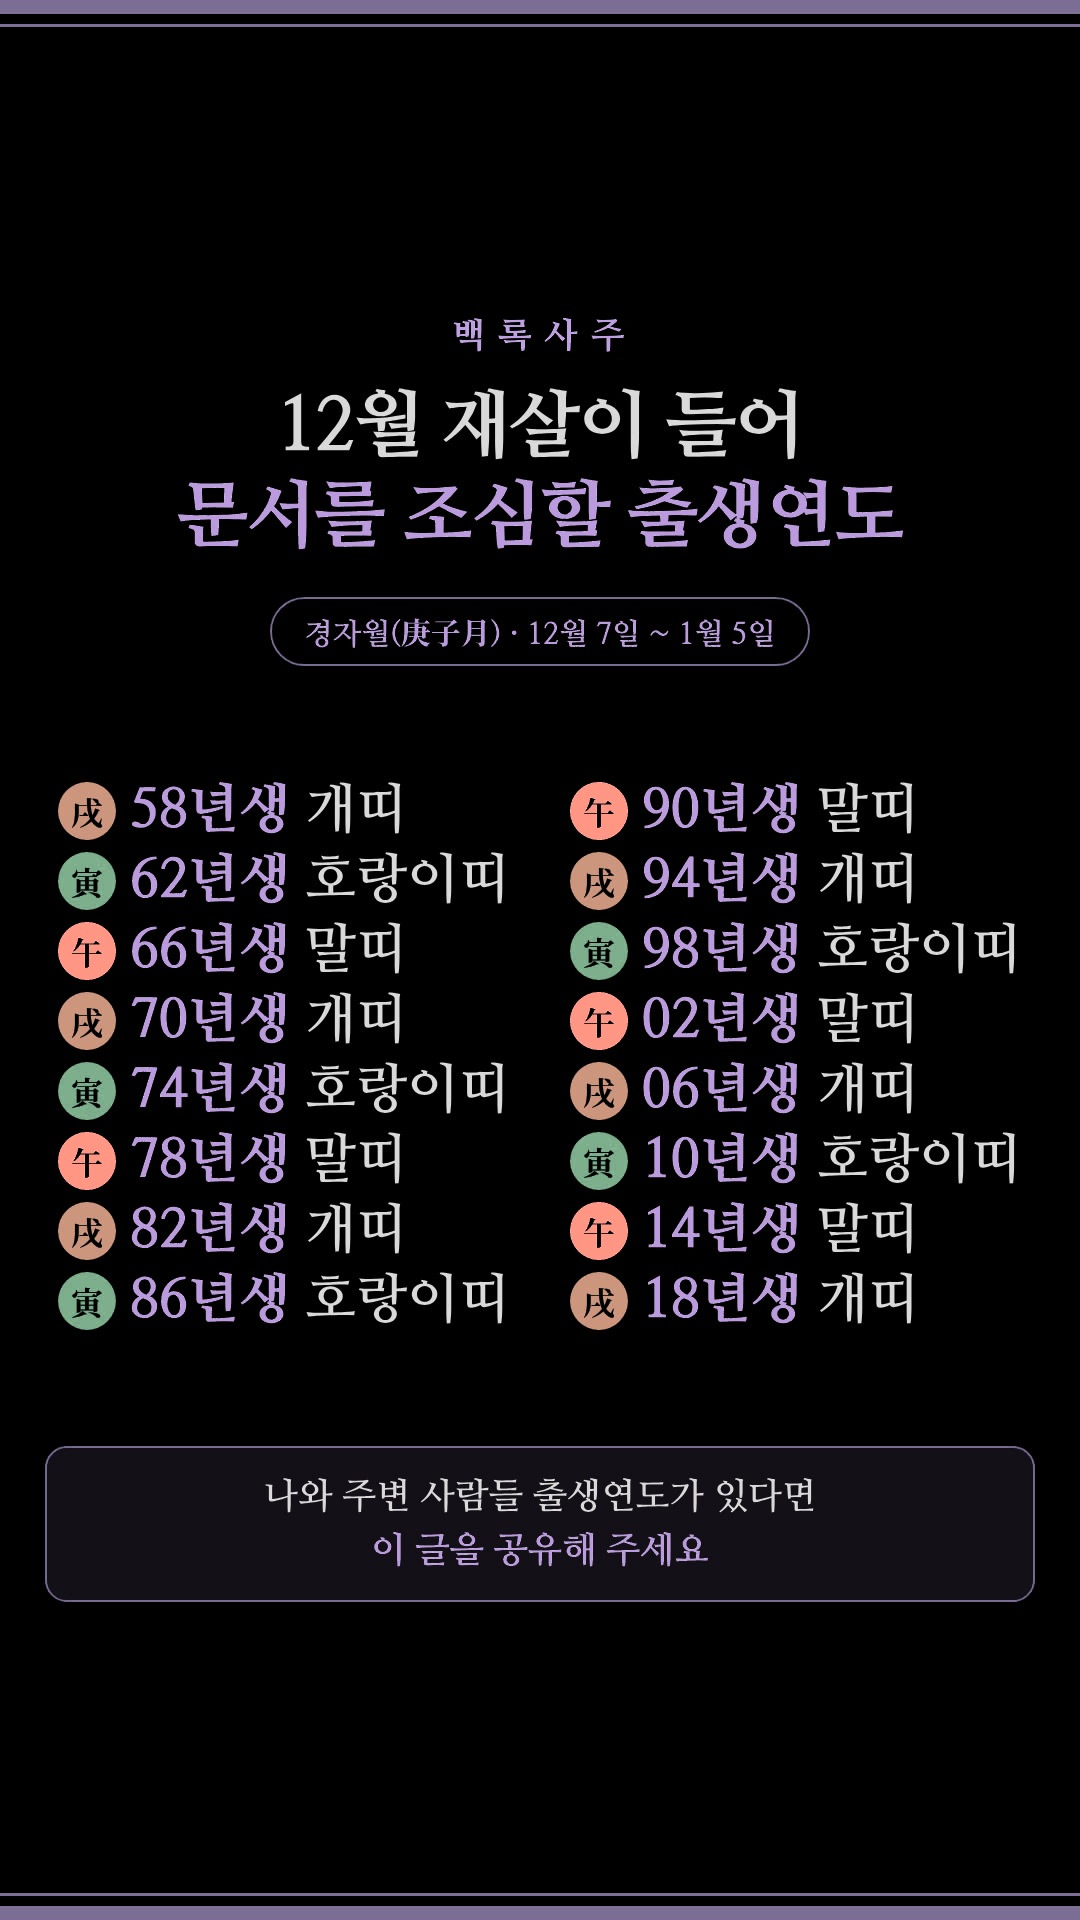 백록사주
12월 재살이 들어
문서를 조심할 출생연도
경자월(庚子月) · 12월 7일 ~ 1월 5일
戌 58년생 개띠
寅 62년생 호랑이띠
午 66년생 말띠
戌 70년생 개띠
寅 74년생 호랑이띠
午 78년생 말띠
戌 82년생 개띠
寅 86년생 호랑이띠
午 90년생 말띠
戌 94년생 개띠
寅 98년생 호랑이띠
午 02년생 말띠
戌 06년생 개띠
寅 10년생 호랑이띠
午 14년생 말띠
戌 18년생 개띠
나와 주변 사람들 출생연도가 있다면
이 글을 공유해 주세요